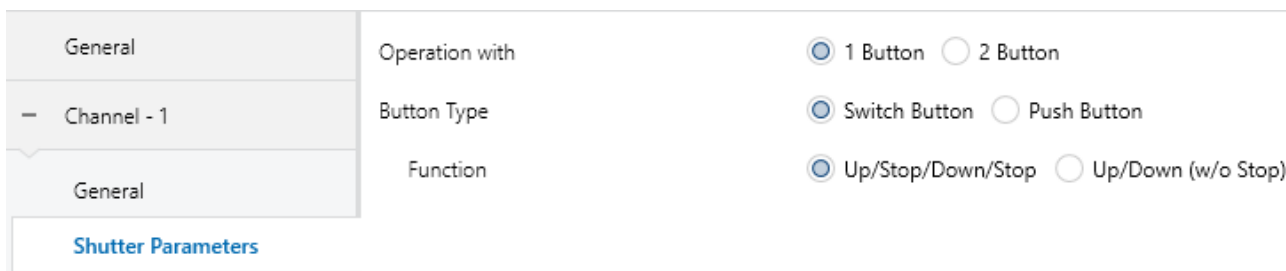 General
Channel - 1
General
Shutter Parameters
Operation with 1 Button 2 Button
Button Type Switch Button Push Button
Function Up/Stop/Down/Stop Up/Down (w/o Stop)